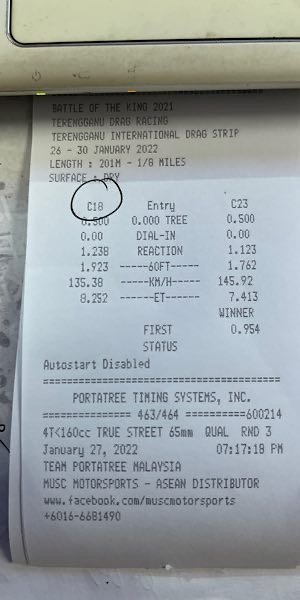 BATTLE OF THE KING 2021
TERENGGANU DRAG RACING
TERENGGANU INTERNATIONAL DRAG STRIP
26 - 30 JANUARY 2022
LENGTH : 201M - 1/8 MILES
SURFACE : DRY
C18 Entry C23
0.500 0.000 TREE 0.500
0.00 DIAL-IN 0.00
1.238 REACTION 1.123
1.923 -----60FT----- 1.762
135.38 -----KM/H----- 145.92
8.252 ------ET------ 7.413
WINNER
FIRST 0.954
STATUS
Autostart Disabled
========================================
PORTATREE TIMING SYSTEMS, INC.
=============== 463/464 ==========600214
4T<160cc TRUE STREET 65mm QUAL RND 3
January 27, 2022 07:17:18 PM
TEAM PORTATREE MALAYSIA
MUSC MOTORSPORTS - ASEAN DISTRIBUTOR
www.facebook.com/muscmotorsports
+6016-6681490